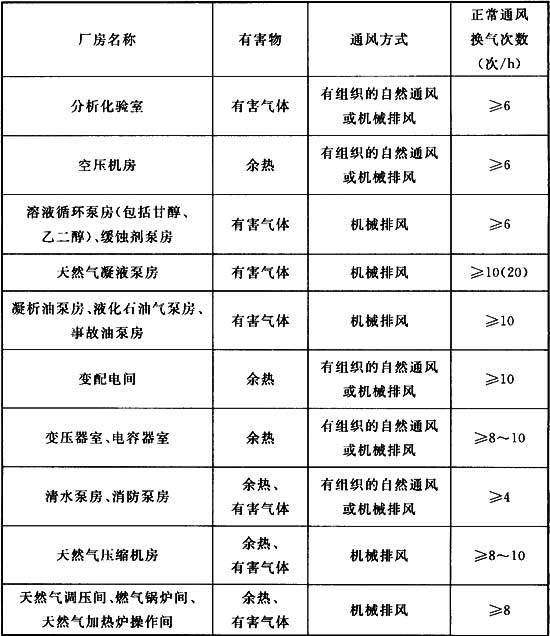 厂房名称 有害物 通风方式 正常通风
换气次数
(次/h)
分析化验室 有害气体 有组织的自然通风
或机械排风 ≥6
空压机房 余热 有组织的自然通风
或机械排风 ≥6
溶液循环泵房(包括甘醇、
乙二醇)、缓蚀剂泵房 有害气体 机械排风 ≥6
天然气凝液泵房 有害气体 机械排风 ≥10(20)
凝析油泵房、液化石油气泵房、
事故油泵房 有害气体 机械排风 ≥10
变配电间 余热 有组织的自然通风
或机械排风 ≥10
变压器室、电容器室 余热 有组织的自然通风
或机械排风 ≥8～10
清水泵房、消防泵房 余热、
有害气体 有组织的自然通风
或机械排风 ≥4
天然气压缩机房 余热、
有害气体 机械排风 ≥8～10
天然气调压间、燃气锅炉间、
天然气加热炉操作间 余热、
有害气体 机械排风 ≥8